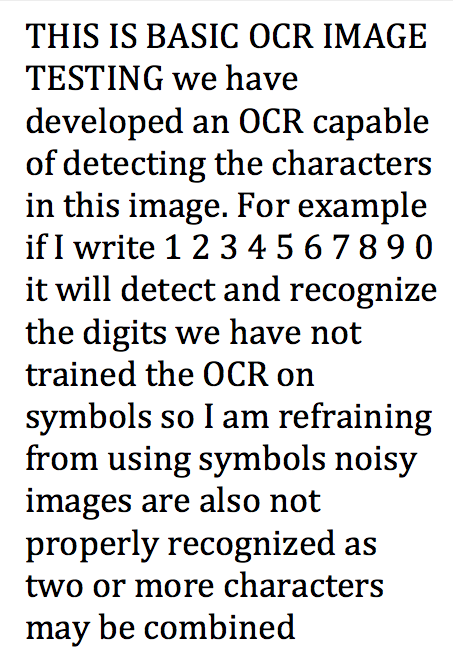 THIS IS BASIC OCR IMAGE
TESTING we have
developed an OCR capable
of detecting the characters
in this image. For example
if I write 1 2 3 4 5 6 7 8 9 0
it will detect and recognize
the digits we have not
trained the OCR on
symbols so I am refraining
from using symbols noisy
images are also not
properly recognized as
two or more characters
may be combined